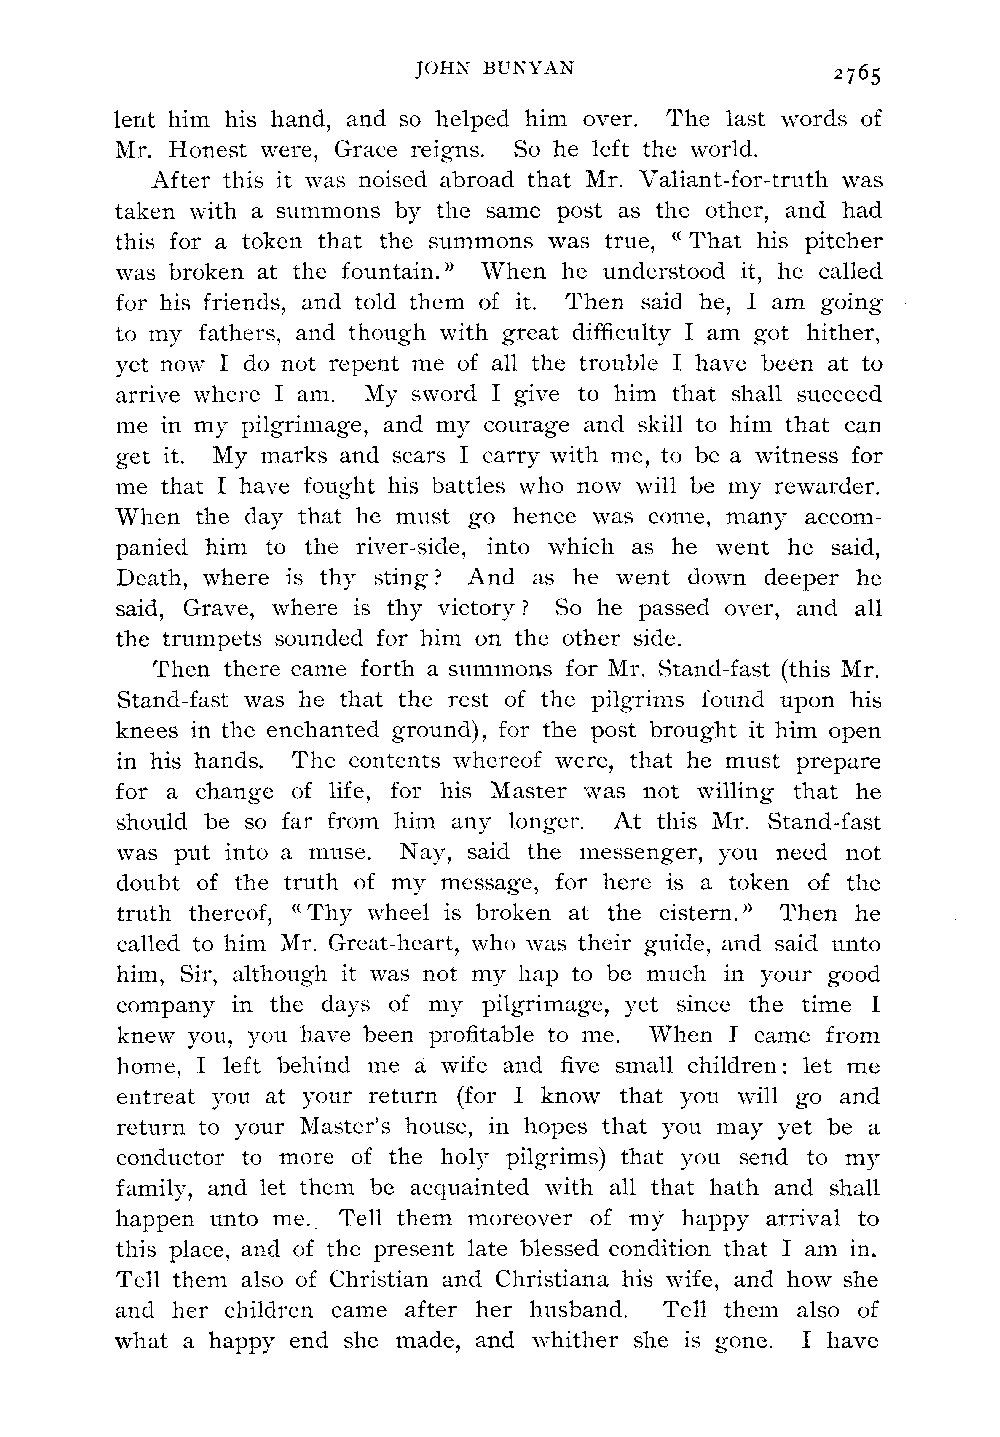 JOHN BUNYAN 2765
lent him his hand, and so helped him over. The last words of
Mr. Honest were, Grace reigns. So he left the world.
After this it was noised abroad that Mr. Valiant-for-truth was
taken with a summons by the same post as the other, and had
this for a token that the summons was true, «That his pitcher
was broken at the fountain.» When he understood it, he called
for his friends, and told them of it. Then said he, I am going
to my fathers, and though with great difficulty I am got hither,
yet now I do not repent me of all the trouble I have been at to
arrive where I am. My sword I give to him that shall succeed
me in my pilgrimage, and my courage and skill to him that can
get it. My marks and scars I carry with me, to be a witness for
me that I have fought his battles who now will be my rewarder.
When the day that he must go hence was come, many accom-
panied him to the river-side, into which as he went he said,
Death, where is thy sting? And as he went down deeper he
said, Grave, where is thy victory? So he passed over, and all
the trumpets sounded for him on the other side.
Then there came forth a summons for Mr. Stand-fast (this Mr.
Stand-fast was he that the rest of the pilgrims found upon his
knees in the enchanted ground), for the post brought it him open
in his hands. The contents whereof were, that he must prepare
for a change of life, for his Master was not willing that he
should be so far from him any longer. At this Mr. Stand-fast
was put into a muse. Nay, said the messenger, you need not
doubt of the truth of my message, for here is a token of the
truth thereof, «Thy wheel is broken at the cistern.» Then he
called to him Mr. Great-heart, who was their guide, and said unto
him, Sir, although it was not my hap to be much in your good
company in the days of my pilgrimage, yet since the time I
knew you, you have been profitable to me. When I came from
home, I left behind me a wife and five small children: let me
entreat you at your return (for I know that you will go and
return to your Master's house, in hopes that you may yet be a
conductor to more of the holy pilgrims) that you send to my
family, and let them be acquainted with all that hath and shall
happen unto me. Tell them moreover of my happy arrival to
this place, and of the present late blessed condition that I am in.
Tell them also of Christian and Christiana his wife, and how she
and her children came after her husband. Tell them also of
what a happy end she made, and whither she is gone. I have